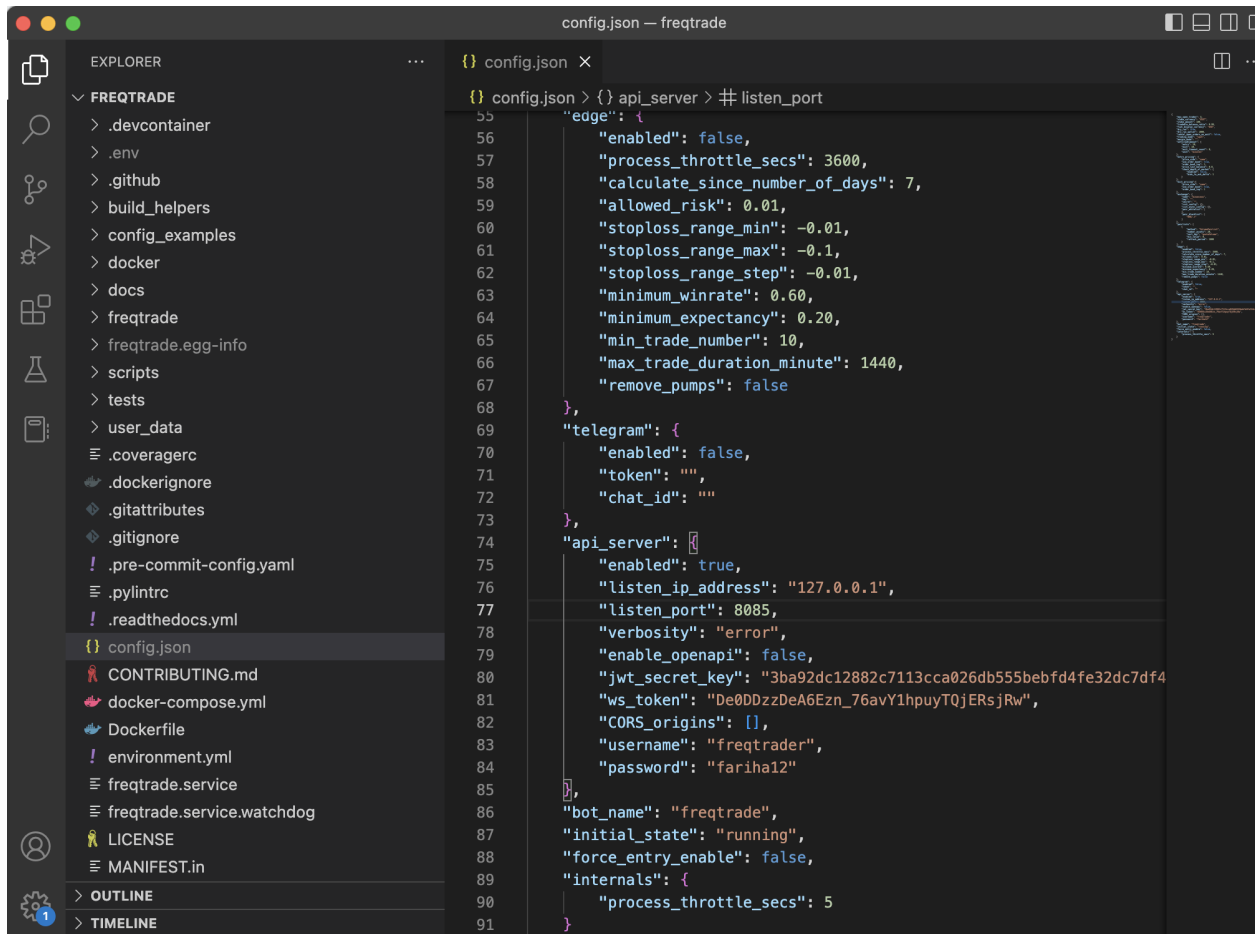 config.json — freqtrade
EXPLORER
FREQTRADE
.devcontainer
.env
.github
build_helpers
config_examples
docker
docs
freqtrade
freqtrade.egg-info
scripts
tests
user_data
.coveragerc
.dockerignore
.gitattributes
.gitignore
.pre-commit-config.yaml
.pylintrc
.readthedocs.yml
config.json
CONTRIBUTING.md
docker-compose.yml
Dockerfile
environment.yml
freqtrade.service
freqtrade.service.watchdog
LICENSE
MANIFEST.in
OUTLINE
TIMELINE
1
{} config.json ×
{} config.json > {} api_server > # listen_port
55 "edge": {
56 "enabled": false,
57 "process_throttle_secs": 3600,
58 "calculate_since_number_of_days": 7,
59 "allowed_risk": 0.01,
60 "stoploss_range_min": -0.01,
61 "stoploss_range_max": -0.1,
62 "stoploss_range_step": -0.01,
63 "minimum_winrate": 0.60,
64 "minimum_expectancy": 0.20,
65 "min_trade_number": 10,
66 "max_trade_duration_minute": 1440,
67 "remove_pumps": false
68 },
69 "telegram": {
70 "enabled": false,
71 "token": "",
72 "chat_id": ""
73 },
74 "api_server": {
75 "enabled": true,
76 "listen_ip_address": "127.0.0.1",
77 "listen_port": 8085,
78 "verbosity": "error",
79 "enable_openapi": false,
80 "jwt_secret_key": "3ba92dc12882c7113cca026db555bebfd4fe32dc7df4
81 "ws_token": "De0DDzzDeA6Ezn_76avY1hpuyTQjERsjRw",
82 "CORS_origins": [],
83 "username": "freqtrader",
84 "password": "fariha12"
85 },
86 "bot_name": "freqtrade",
87 "initial_state": "running",
88 "force_entry_enable": false,
89 "internals": {
90 "process_throttle_secs": 5
91 }